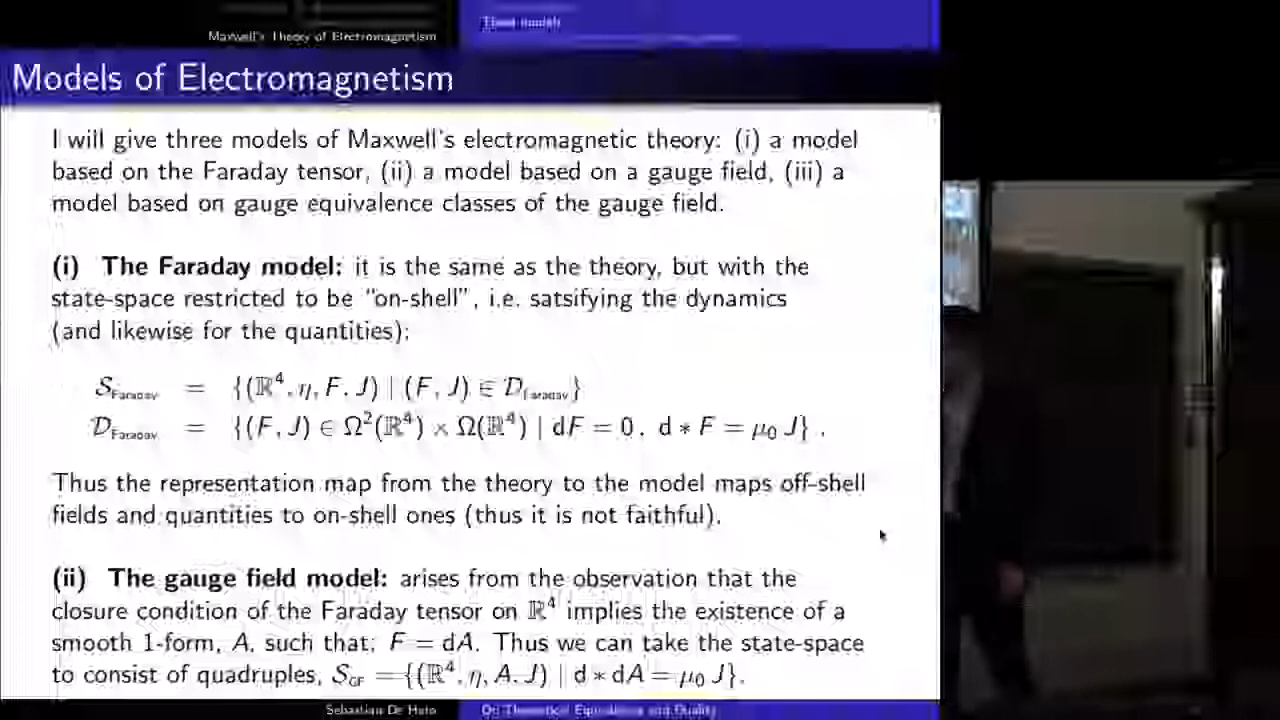 Maxwell's Theory of Electromagnetism
Three models
Models of Electromagnetism
I will give three models of Maxwell's electromagnetic theory: (i) a model
based on the Faraday tensor, (ii) a model based on a gauge field, (iii) a
model based on gauge equivalence classes of the gauge field.
(i) The Faraday model: it is the same as the theory, but with the
state-space restricted to be "on-shell", i.e. satsifying the dynamics
(and likewise for the quantities):
𝒮Faraday = {(ℝ⁴, η, F, J) | (F, J) ∈ 𝒟Faraday}
𝒟Faraday = {(F, J) ∈ Ω²(ℝ⁴) × Ω(ℝ⁴) | dF = 0, d ∗ F = μ₀ J} .
Thus the representation map from the theory to the model maps off-shell
fields and quantities to on-shell ones (thus it is not faithful).
(ii) The gauge field model: arises from the observation that the
closure condition of the Faraday tensor on ℝ⁴ implies the existence of a
smooth 1-form, A, such that: F = dA. Thus we can take the state-space
to consist of quadruples, 𝒮GF = {(ℝ⁴, η, A, J) | d ∗ dA = μ₀ J}.
Sebastian De Haro
On Theoretical Equivalence and Duality